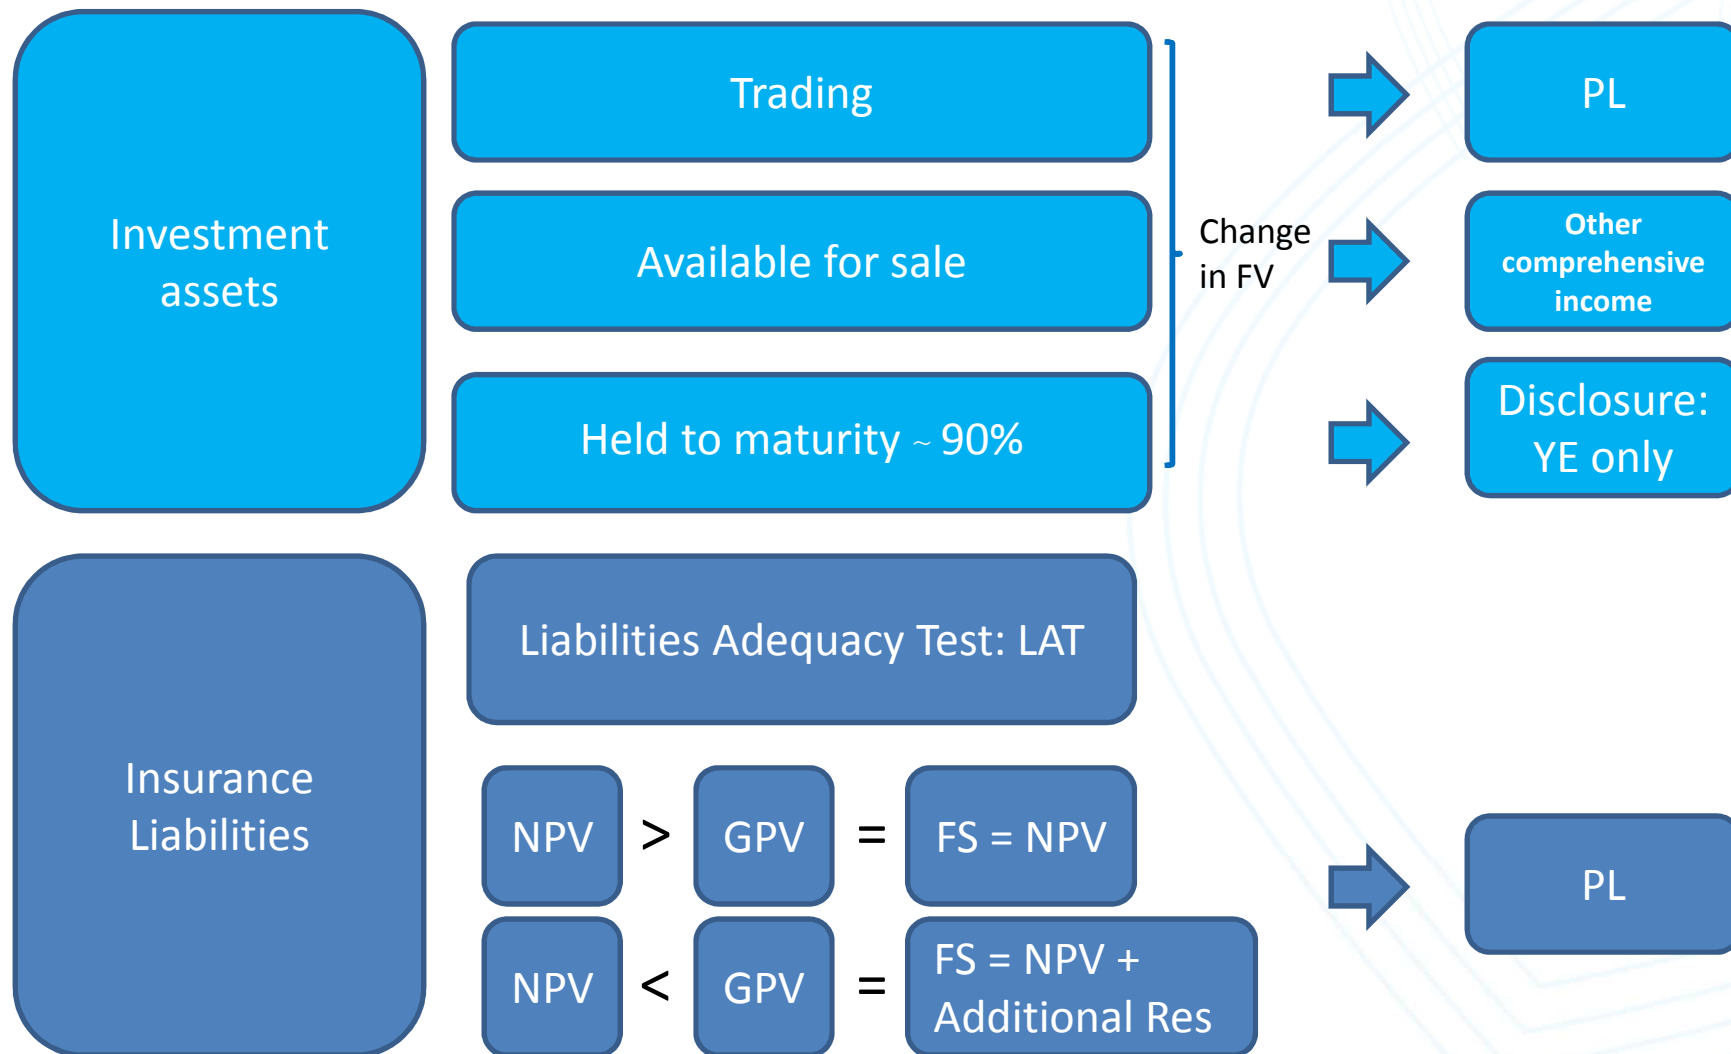 Investment
assets
Trading
Available for sale
Held to maturity ~ 90%
Change
in FV
PL
Other
comprehensive
income
Disclosure:
YE only
Insurance
Liabilities
Liabilities Adequacy Test: LAT
NPV > GPV = FS = NPV
NPV < GPV = FS = NPV +
Additional Res
PL